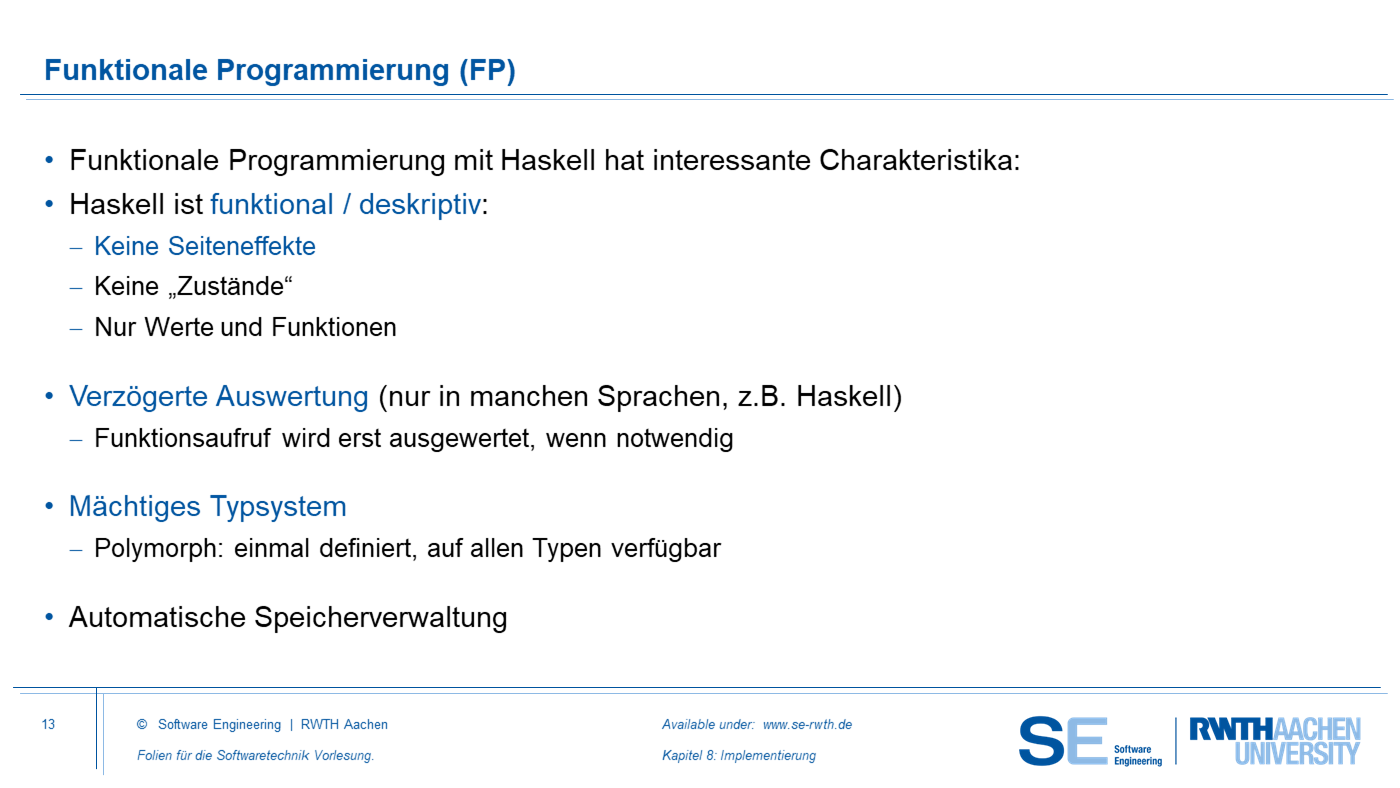 Funktionale Programmierung (FP)
• Funktionale Programmierung mit Haskell hat interessante Charakteristika:
• Haskell ist funktional / deskriptiv:
– Keine Seiteneffekte
– Keine „Zustände“
– Nur Werte und Funktionen
• Verzögerte Auswertung (nur in manchen Sprachen, z.B. Haskell)
– Funktionsaufruf wird erst ausgewertet, wenn notwendig
• Mächtiges Typsystem
– Polymorph: einmal definiert, auf allen Typen verfügbar
• Automatische Speicherverwaltung
13
© Software Engineering | RWTH Aachen
Folien für die Softwaretechnik Vorlesung.
Available under: www.se-rwth.de
Kapitel 8: Implementierung
SE
Software
Engineering
RWTHAACHEN
UNIVERSITY